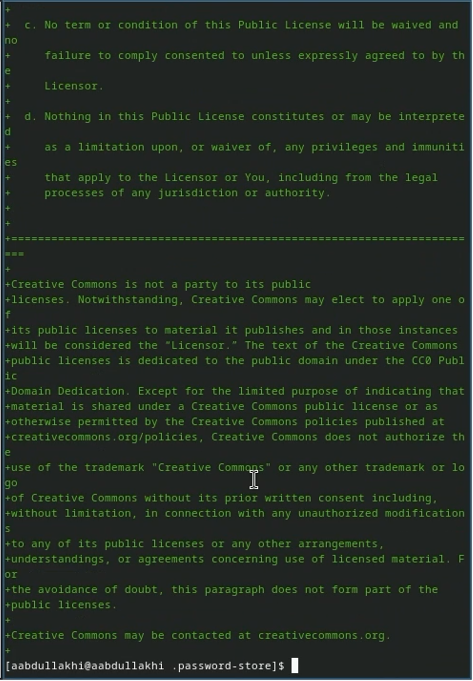 +
+  c. No term or condition of this Public License will be waived and
no
+     failure to comply consented to unless expressly agreed to by th
e
+     Licensor.
+
+  d. Nothing in this Public License constitutes or may be interprete
d
+     as a limitation upon, or waiver of, any privileges and immuniti
es
+     that apply to the Licensor or You, including from the legal
+     processes of any jurisdiction or authority.
+
+
+====================================================================
===
+
+Creative Commons is not a party to its public
+licenses. Notwithstanding, Creative Commons may elect to apply one o
f
+its public licenses to material it publishes and in those instances
+will be considered the "Licensor." The text of the Creative Commons
+public licenses is dedicated to the public domain under the CC0 Publ
ic
+Domain Dedication. Except for the limited purpose of indicating that
+material is shared under a Creative Commons public license or as
+otherwise permitted by the Creative Commons policies published at
+creativecommons.org/policies, Creative Commons does not authorize th
e
+use of the trademark "Creative Commons" or any other trademark or lo
go
+of Creative Commons without its prior written consent including,
+without limitation, in connection with any unauthorized modification
s
+to any of its public licenses or any other arrangements,
+understandings, or agreements concerning use of licensed material. F
or
+the avoidance of doubt, this paragraph does not form part of the
+public licenses.
+
+Creative Commons may be contacted at creativecommons.org.
+
[aabdullakhi@aabdullakhi .password-store]$